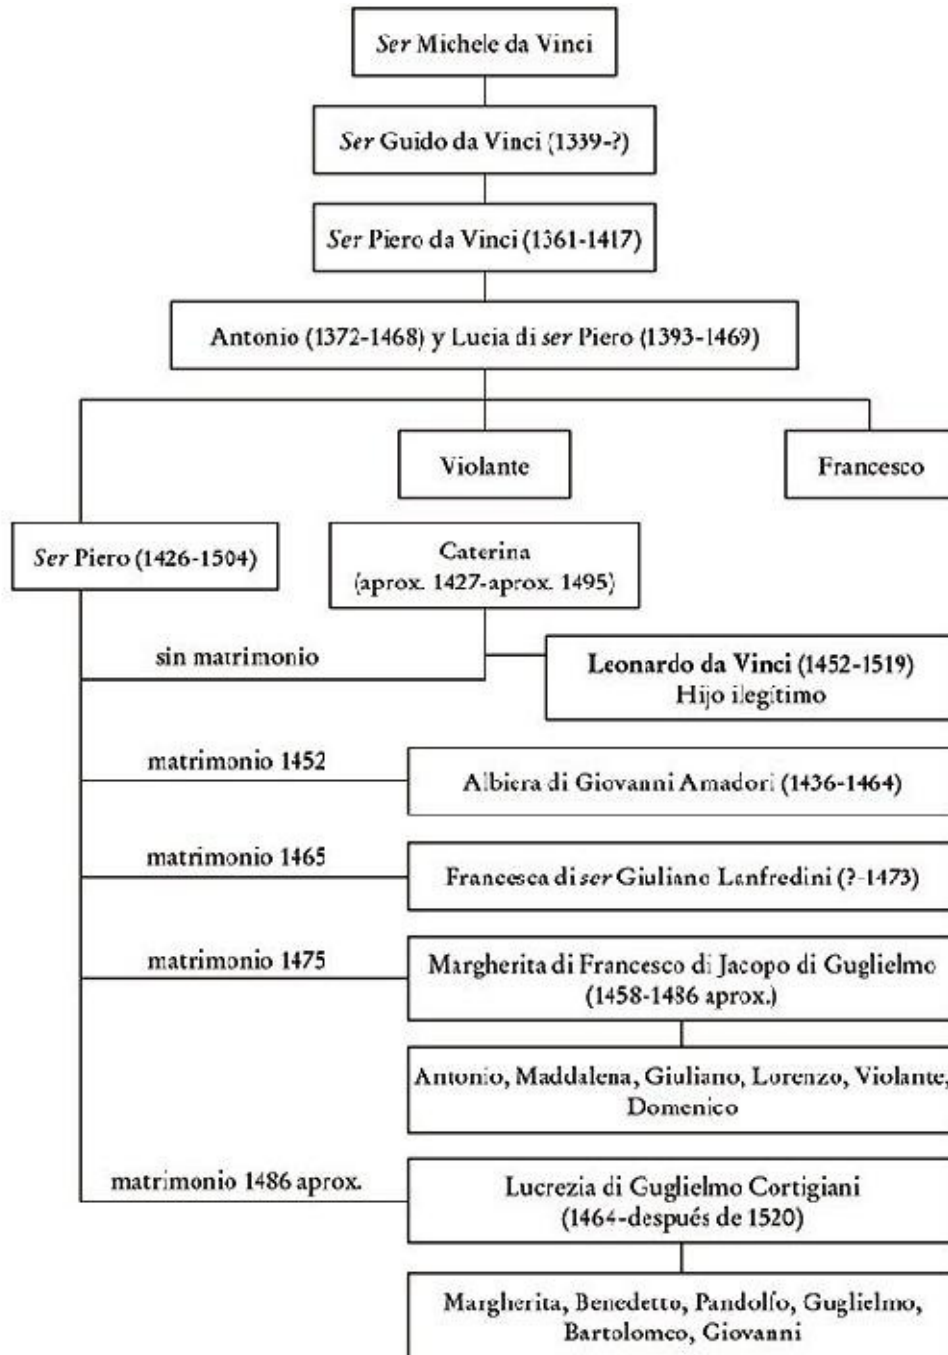 Ser Michele da Vinci
Ser Guido da Vinci (1339-?)
Ser Piero da Vinci (1361-1417)
Antonio (1372-1468) y Lucia di ser Piero (1393-1469)
Violante
Francesco
Ser Piero (1426-1504)
Caterina
(aprox. 1427-aprox. 1495)
sin matrimonio
Leonardo da Vinci (1452-1519)
Hijo ilegítimo
matrimonio 1452
Albiera di Giovanni Amadori (1436-1464)
matrimonio 1465
Francesca di ser Giuliano Lanfredini (?-1473)
matrimonio 1475
Margherita di Francesco di Jacopo di Guglielmo
(1458-1486 aprox.)
Antonio, Maddalena, Giuliano, Lorenzo, Violante,
Domenico
matrimonio 1486 aprox.
Lucrezia di Guglielmo Cortigiani
(1464-después de 1520)
Margherita, Benedetto, Pandolfo, Guglielmo,
Bartolomeo, Giovanni